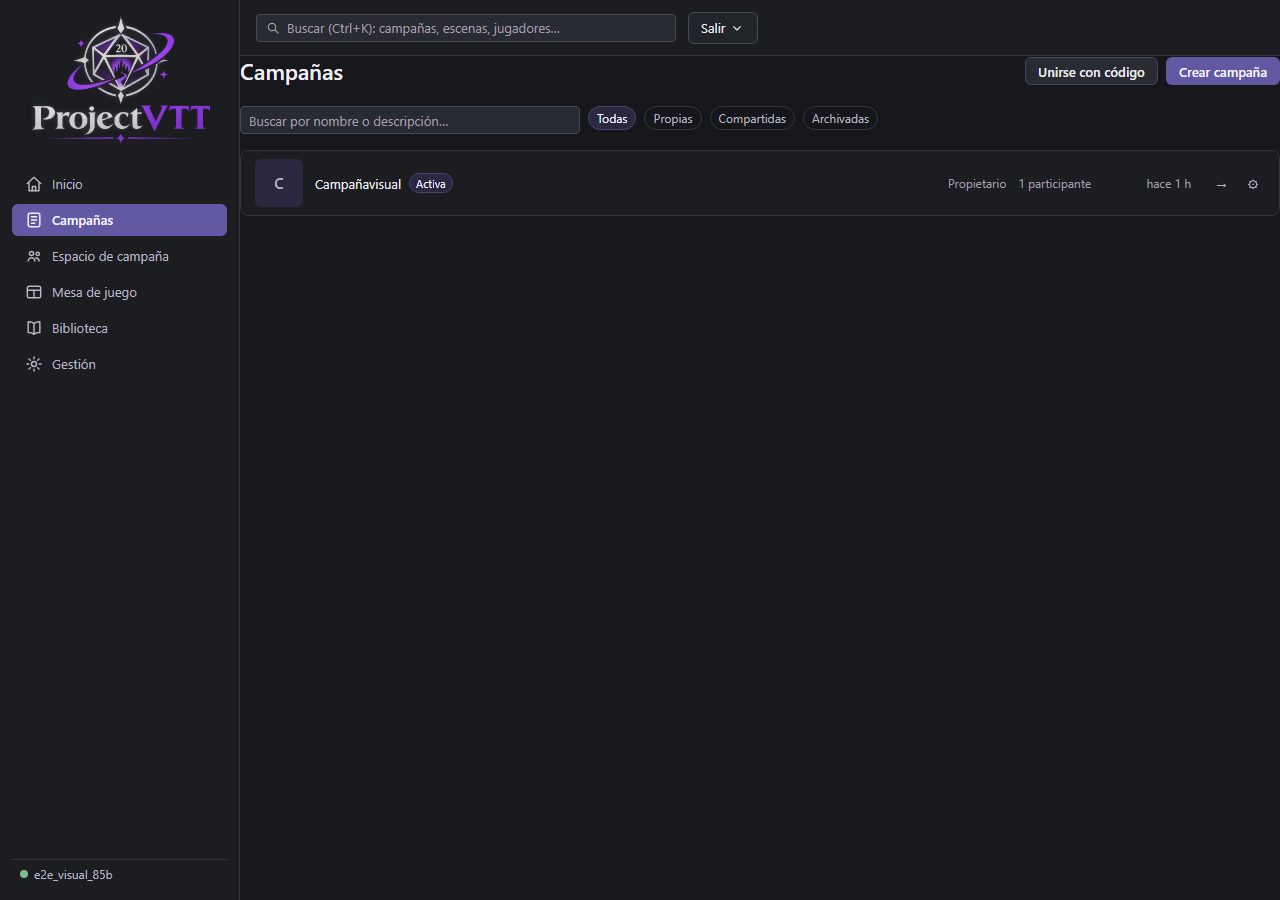 20
ProjectVTT
Inicio
Campañas
Espacio de campaña
Mesa de juego
Biblioteca
Gestión
e2e_visual_85b
Buscar (Ctrl+K): campañas, escenas, jugadores...
Salir
Campañas
Unirse con código
Crear campaña
Buscar por nombre o descripción...
Todas
Propias
Compartidas
Archivadas
C
Campañavisual
Activa
Propietario
1 participante
hace 1 h
→